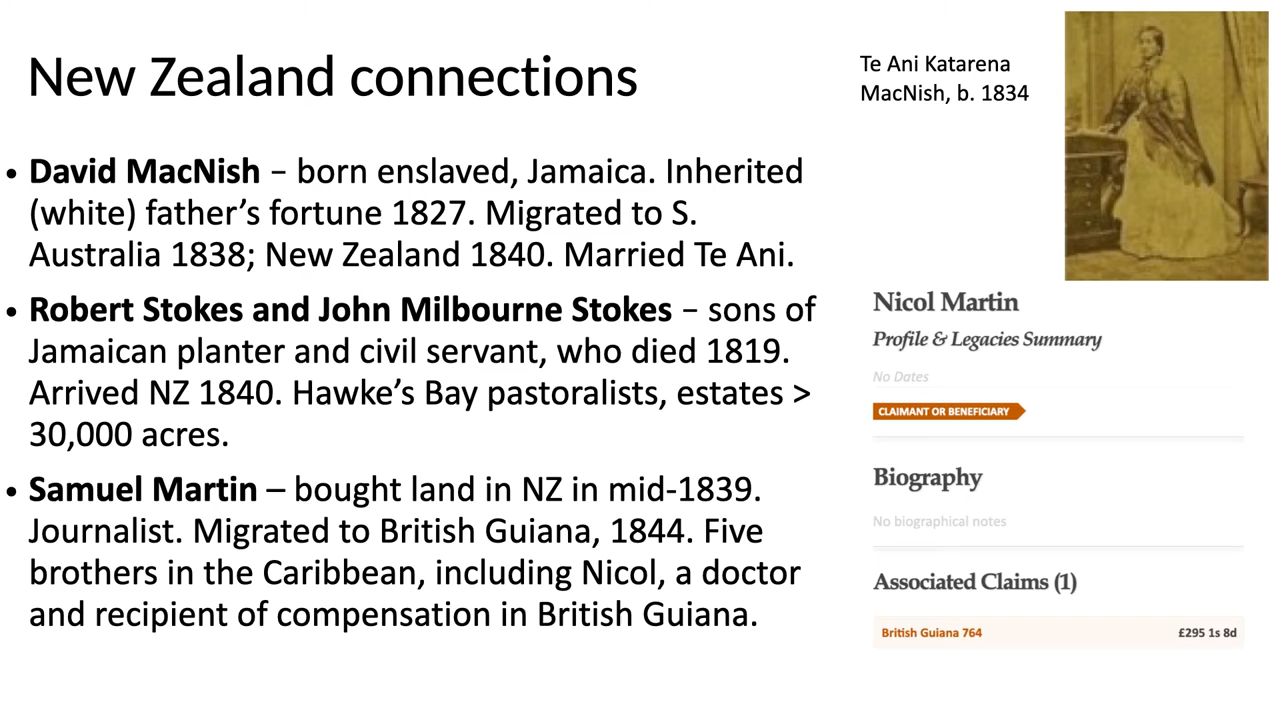 New Zealand connections
Te Ani Katarena
MacNish, b. 1834
• David MacNish – born enslaved, Jamaica. Inherited
(white) father’s fortune 1827. Migrated to S.
Australia 1838; New Zealand 1840. Married Te Ani.
• Robert Stokes and John Milbourne Stokes – sons of
Jamaican planter and civil servant, who died 1819.
Arrived NZ 1840. Hawke’s Bay pastoralists, estates >
30,000 acres.
• Samuel Martin – bought land in NZ in mid-1839.
Journalist. Migrated to British Guiana, 1844. Five
brothers in the Caribbean, including Nicol, a doctor
and recipient of compensation in British Guiana.
Nicol Martin
Profile & Legacies Summary
No Dates
CLAIMANT OR BENEFICIARY
Biography
No biographical notes
Associated Claims (1)
British Guiana 764 £295 1s 8d